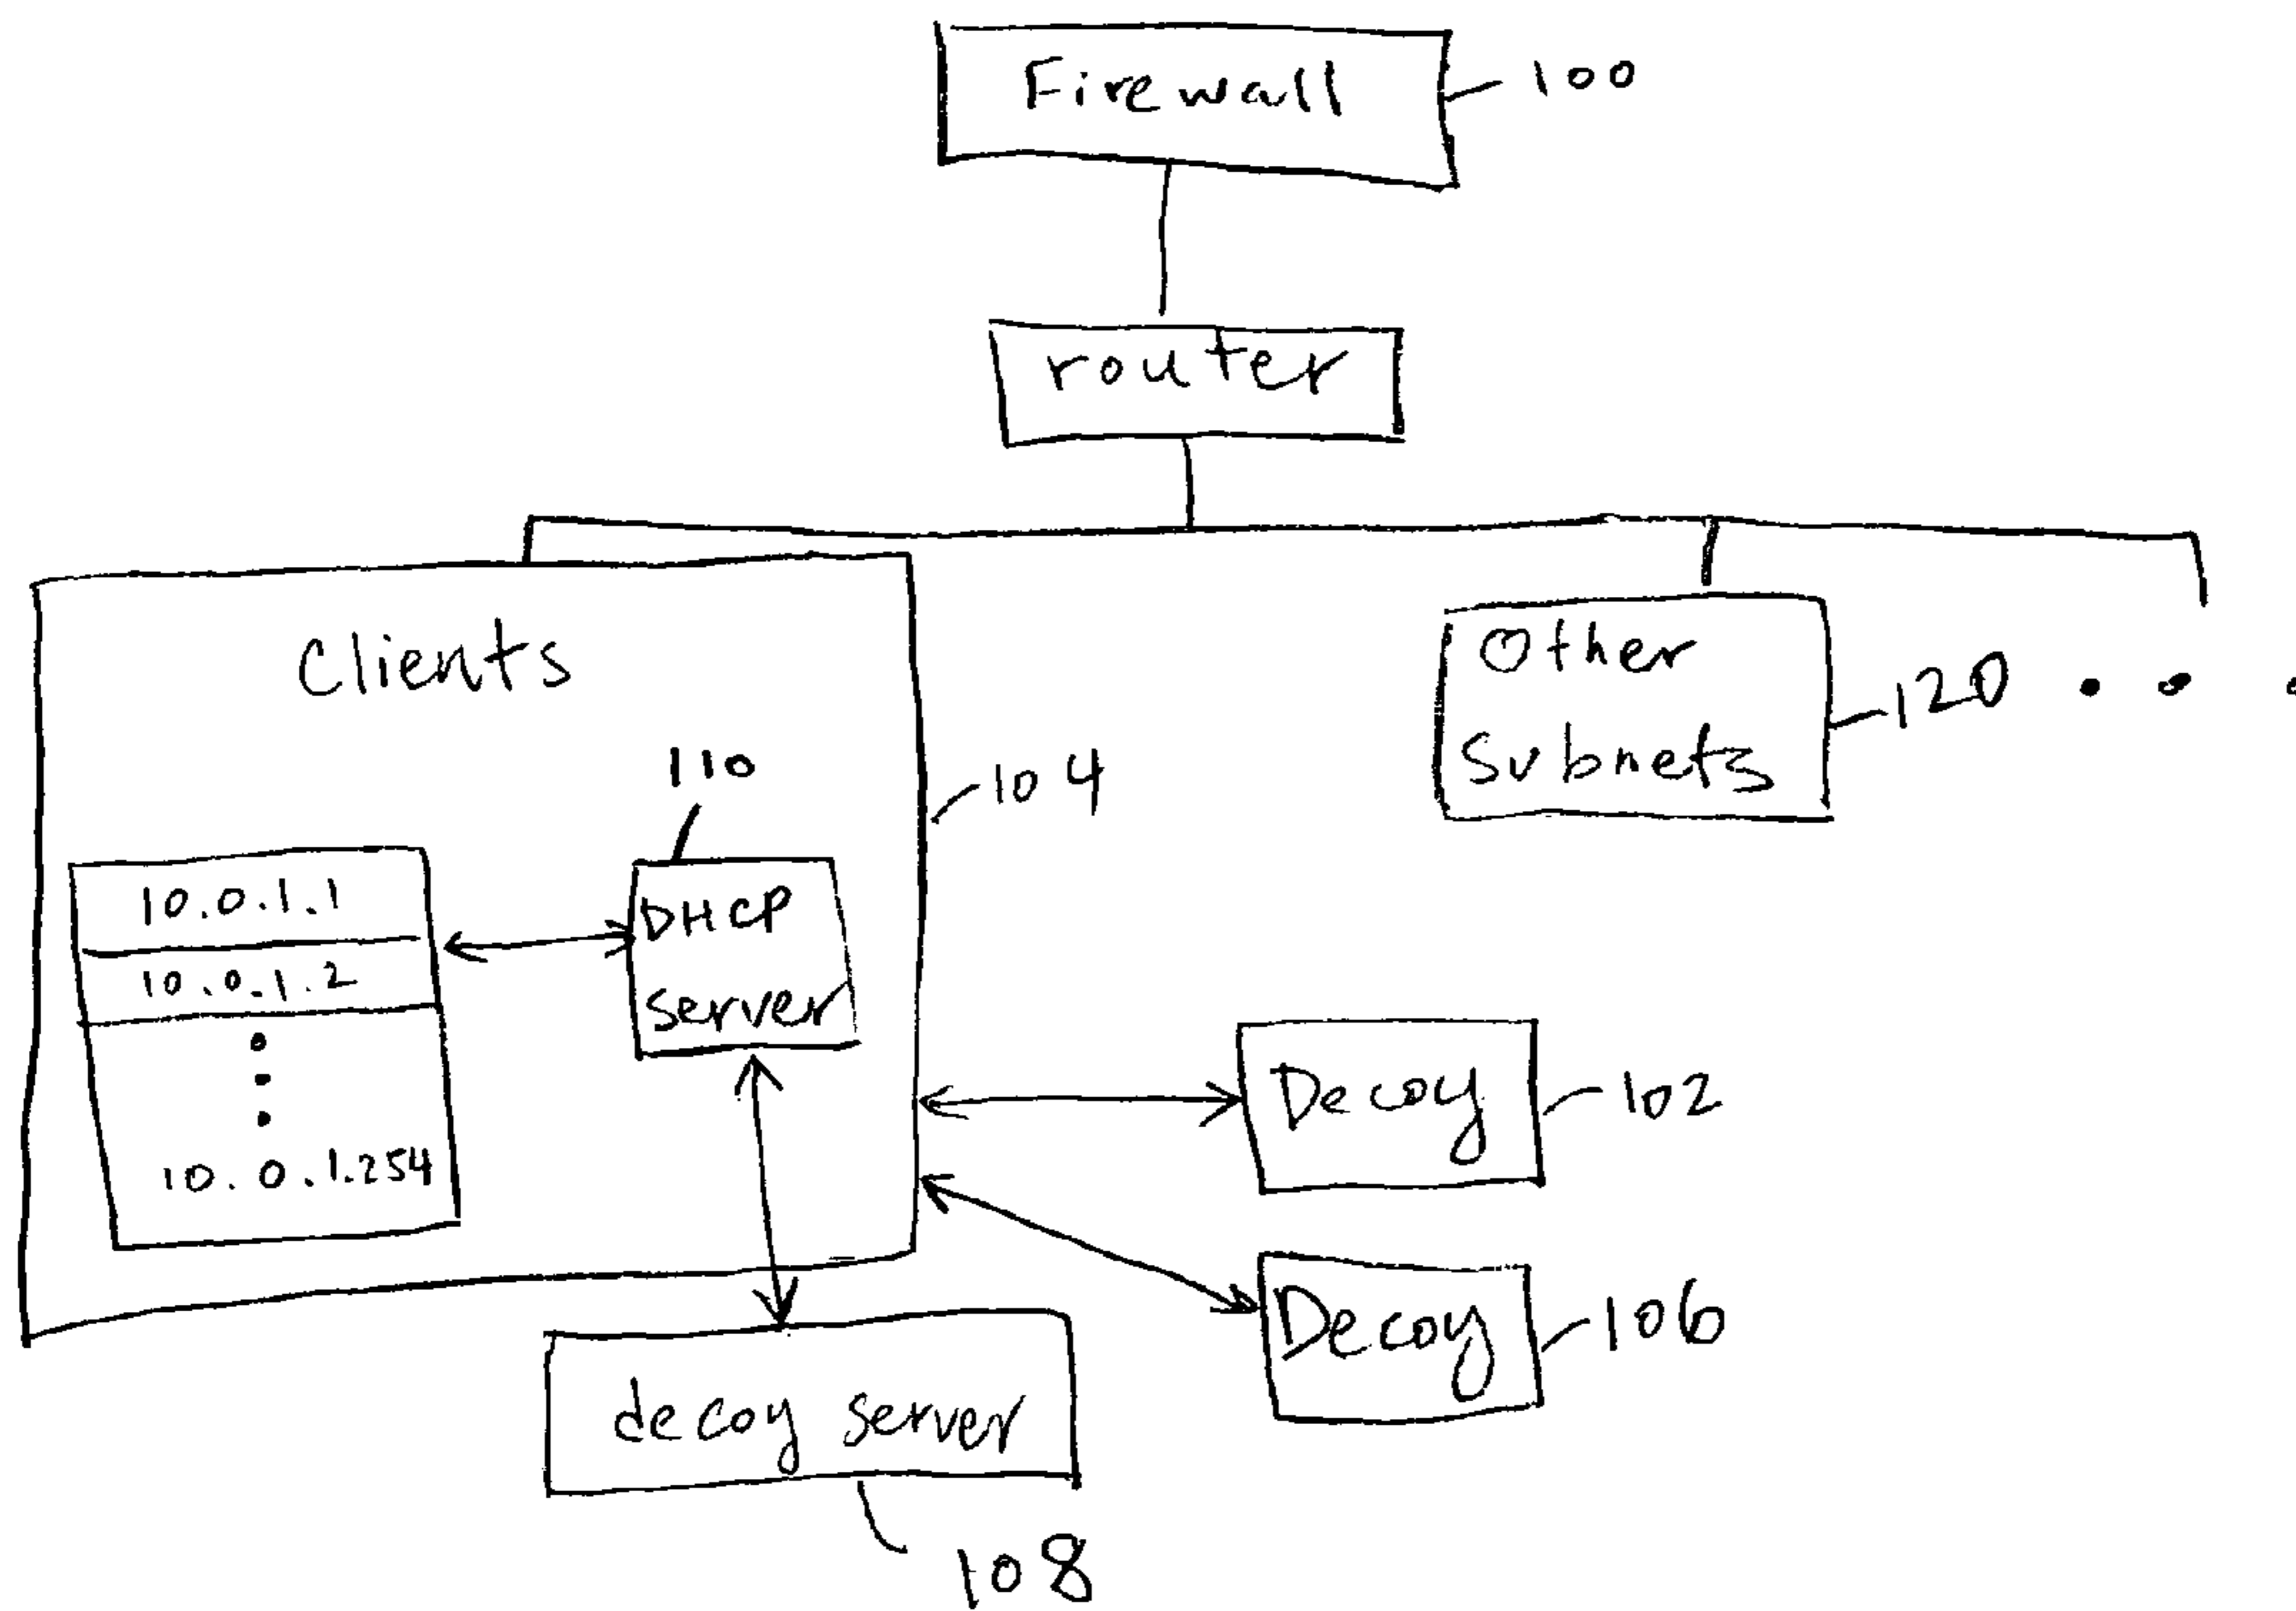 Firewall
100
router
Clients
Other
Subnets
120
110
104
DHCP
server
10.0.1.1
10.0.1.2
10.0.1.254
Decoy
102
Decoy
106
decoy server
108